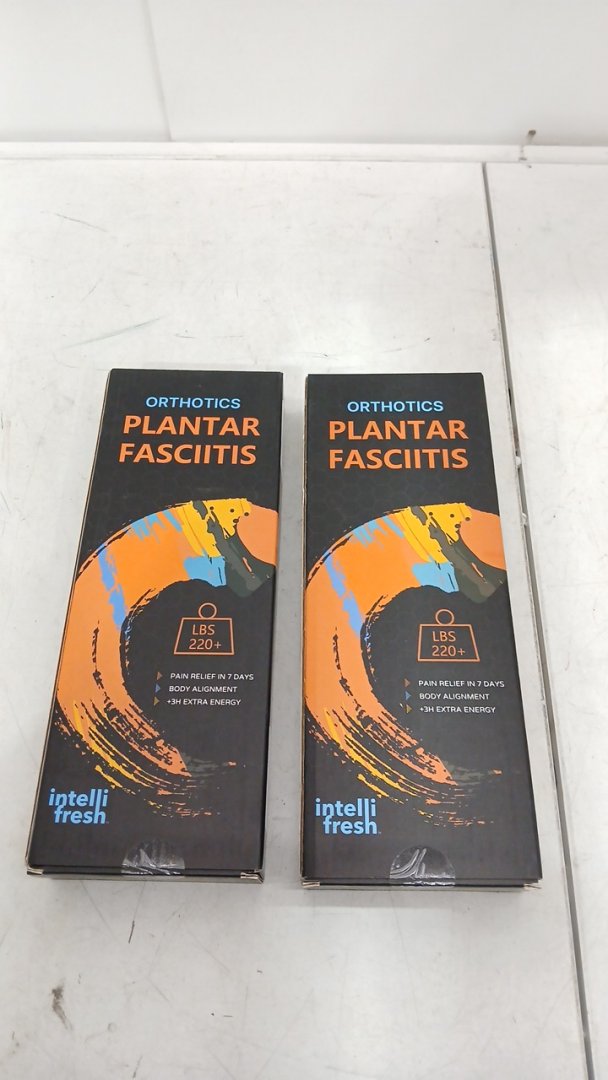 ORTHOTICS
PLANTAR
FASCIITIS
LBS
220+
PAIN RELIEF IN 7 DAYS
BODY ALIGNMENT
+3H EXTRA ENERGY
intelli
fresh
ORTHOTICS
PLANTAR
FASCIITIS
LBS
220+
PAIN RELIEF IN 7 DAYS
BODY ALIGNMENT
+3H EXTRA ENERGY
intelli
fresh